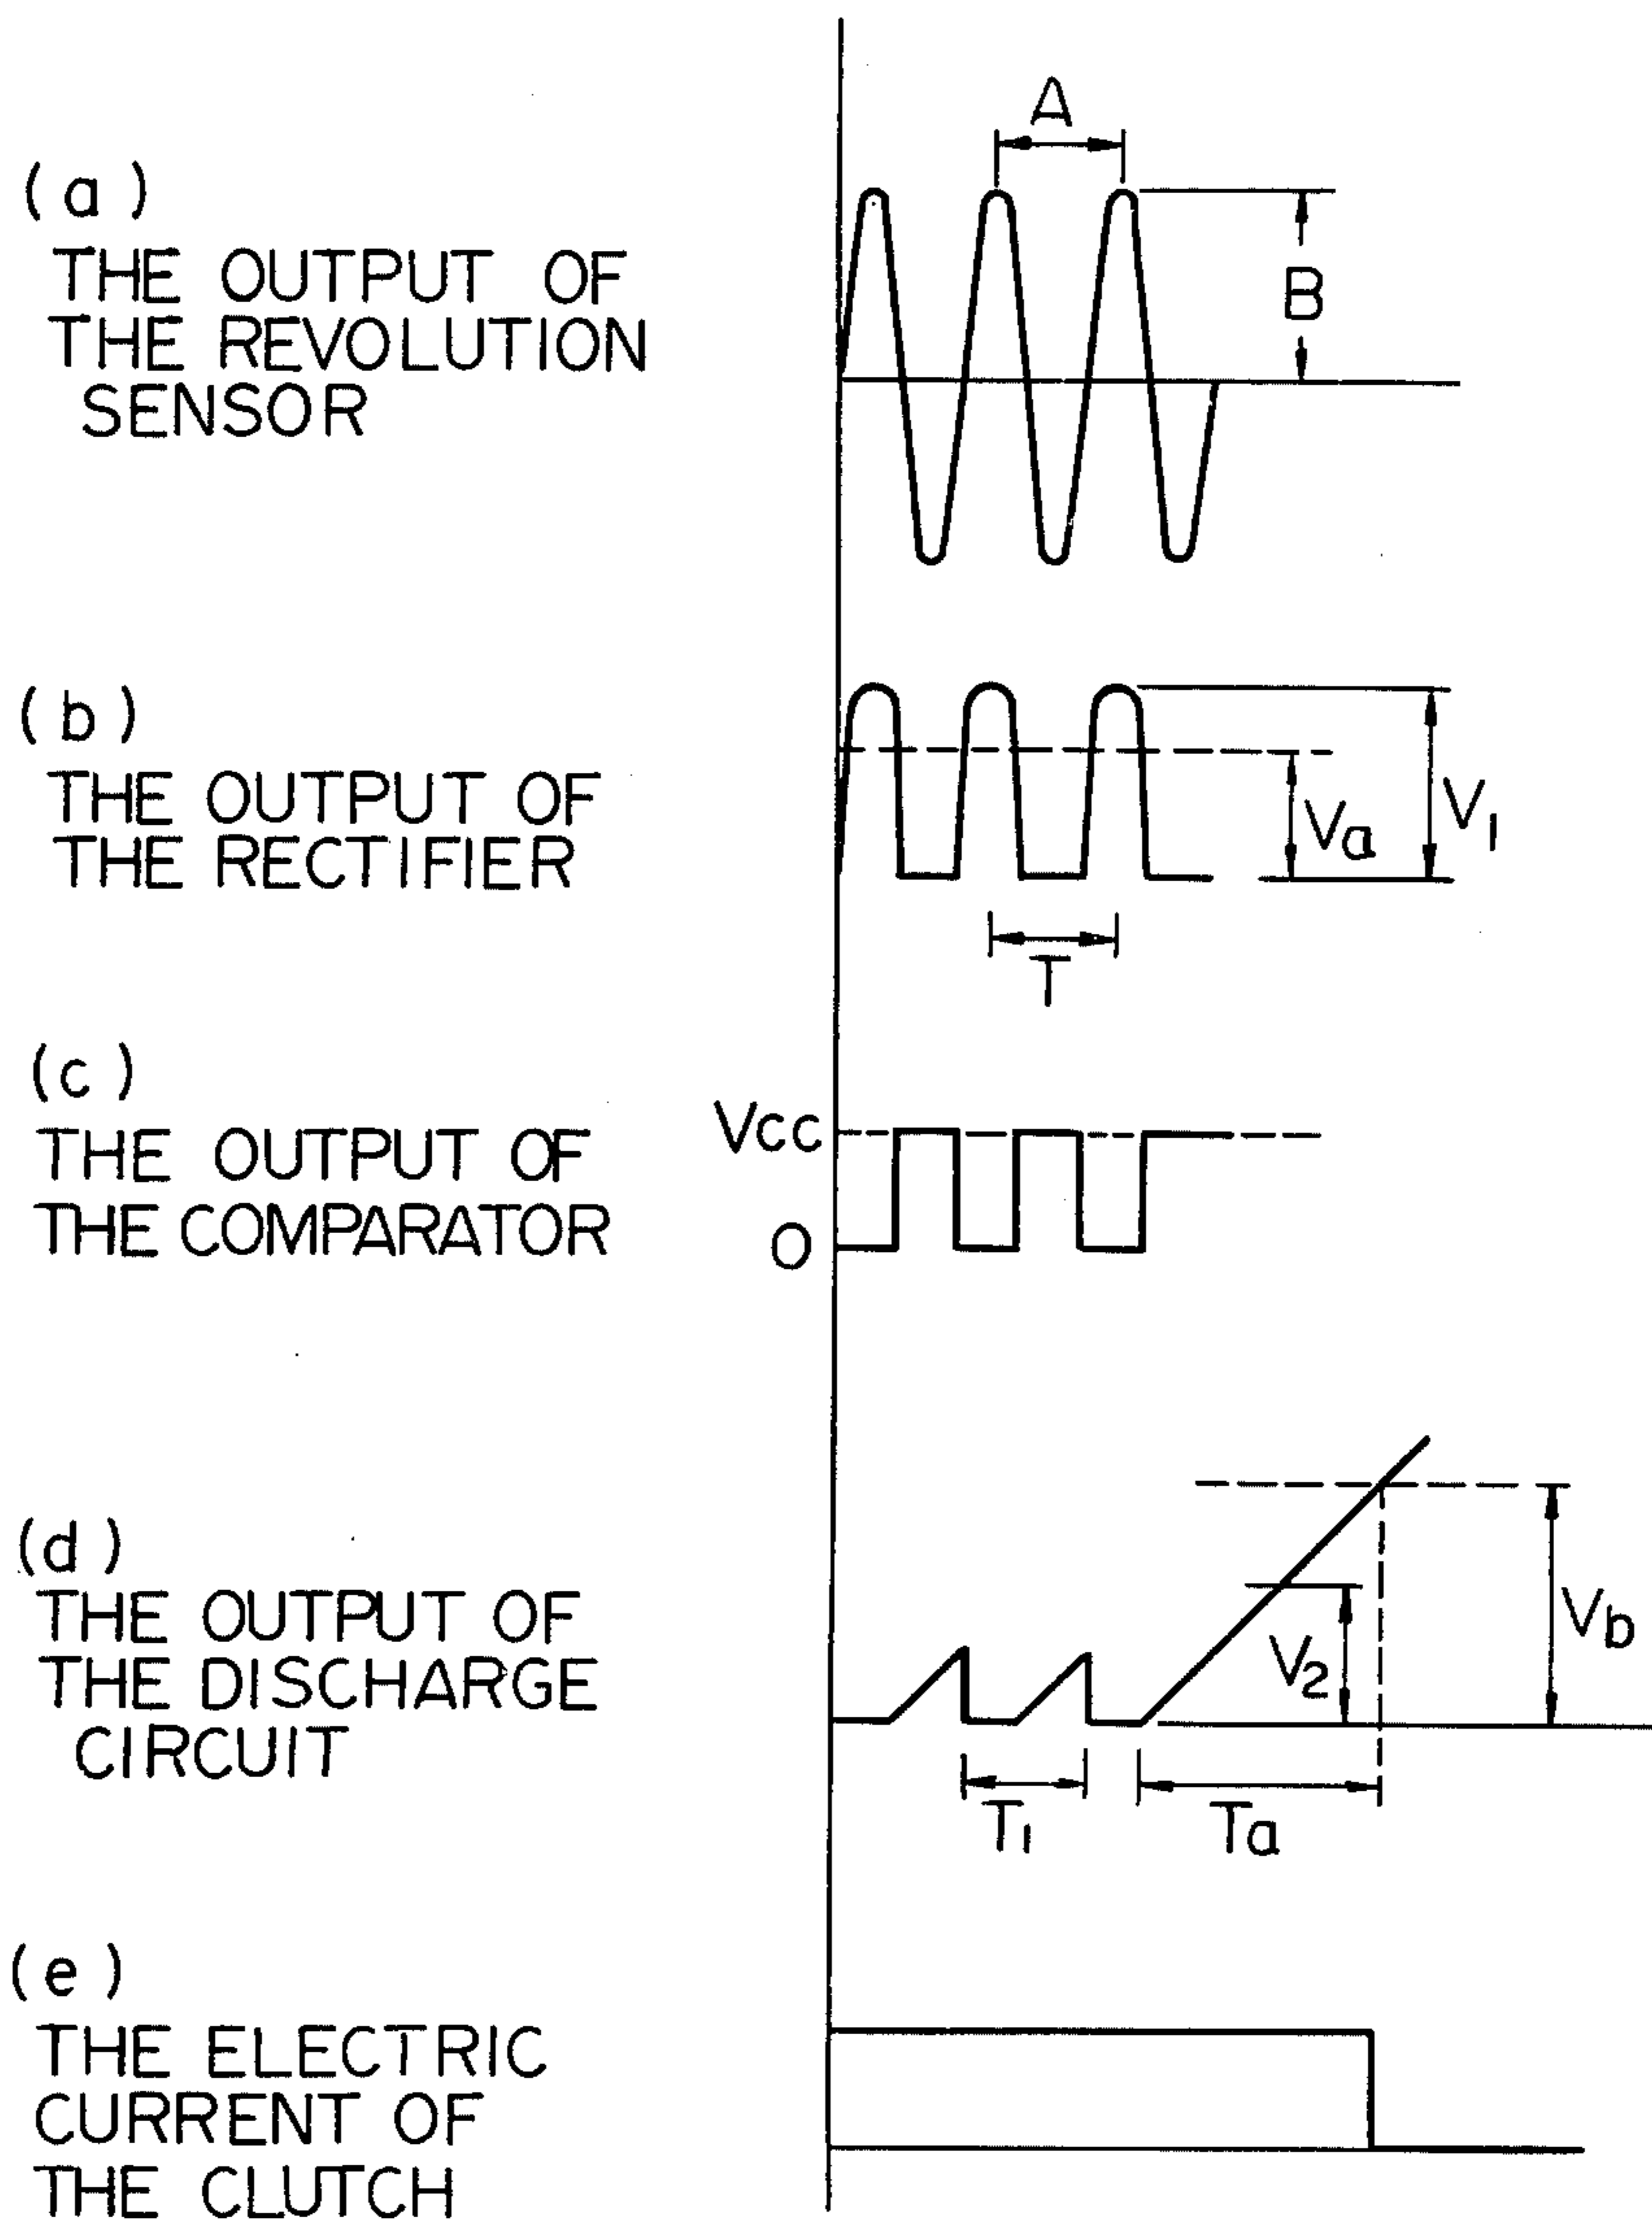 A
(a)
THE OUTPUT OF
THE REVOLUTION
SENSOR
B
(b)
THE OUTPUT OF
THE RECTIFIER
Va
V1
T
(c)
THE OUTPUT OF
THE COMPARATOR
Vcc
O
(d)
THE OUTPUT OF
THE DISCHARGE
CIRCUIT
V2
Vb
T1
Ta
(e)
THE ELECTRIC
CURRENT OF
THE CLUTCH